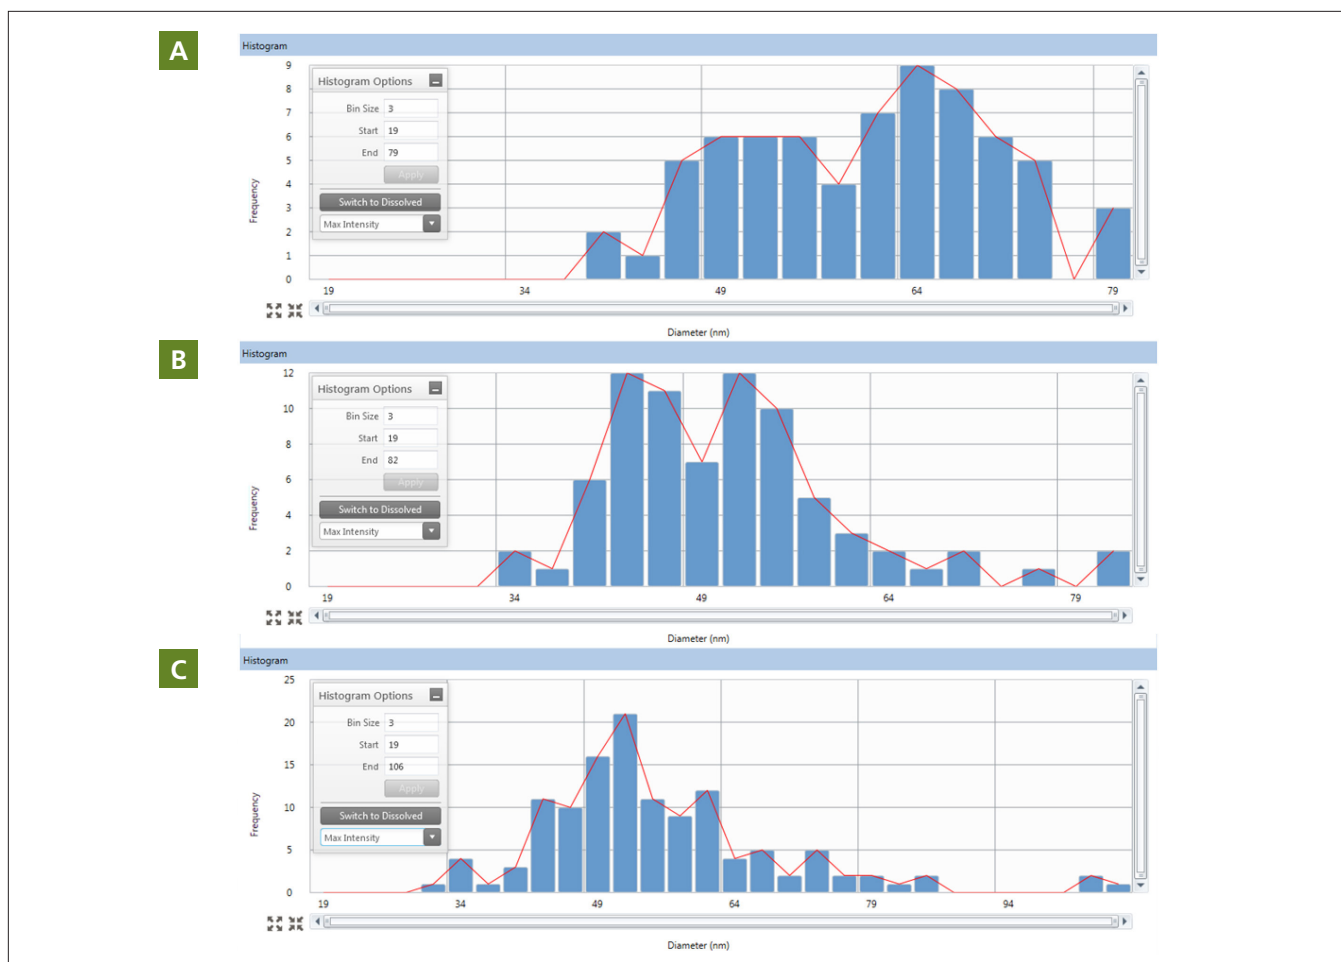 A
Histogram
9
8
7
6
5
4
3
2
1
0
Frequency
Histogram Options
Bin Size 3
Start 19
End 79
Apply
Switch to Dissolved
Max Intensity
19 34 49 64 79
Diameter (nm)
B
Histogram
12
10
8
6
4
2
0
Frequency
Histogram Options
Bin Size 3
Start 19
End 82
Apply
Switch to Dissolved
Max Intensity
19 34 49 64 79
Diameter (nm)
C
Histogram
25
20
15
10
5
0
Frequency
Histogram Options
Bin Size 3
Start 19
End 106
Apply
Switch to Dissolved
Max Intensity
19 34 49 64 79 94
Diameter (nm)